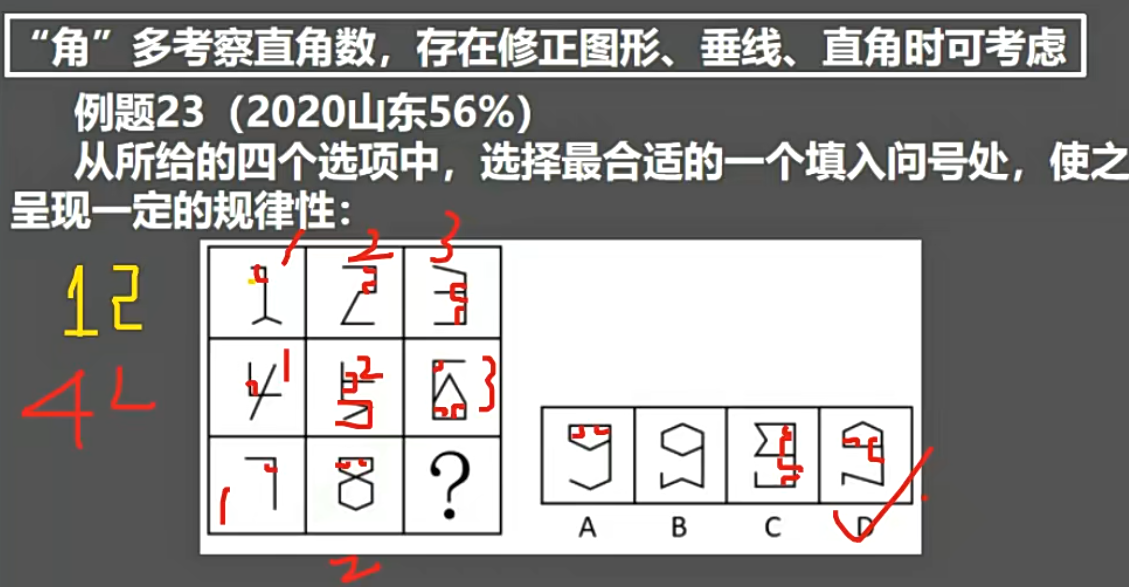 “角”多考察直角数，存在修正图形、垂线、直角时可考虑
例题23（2020山东56%）
从所给的四个选项中，选择最合适的一个填入问号处，使之
呈现一定的规律性：
1 2 3
12
1 2 3
4
1 ?
2
A B C D